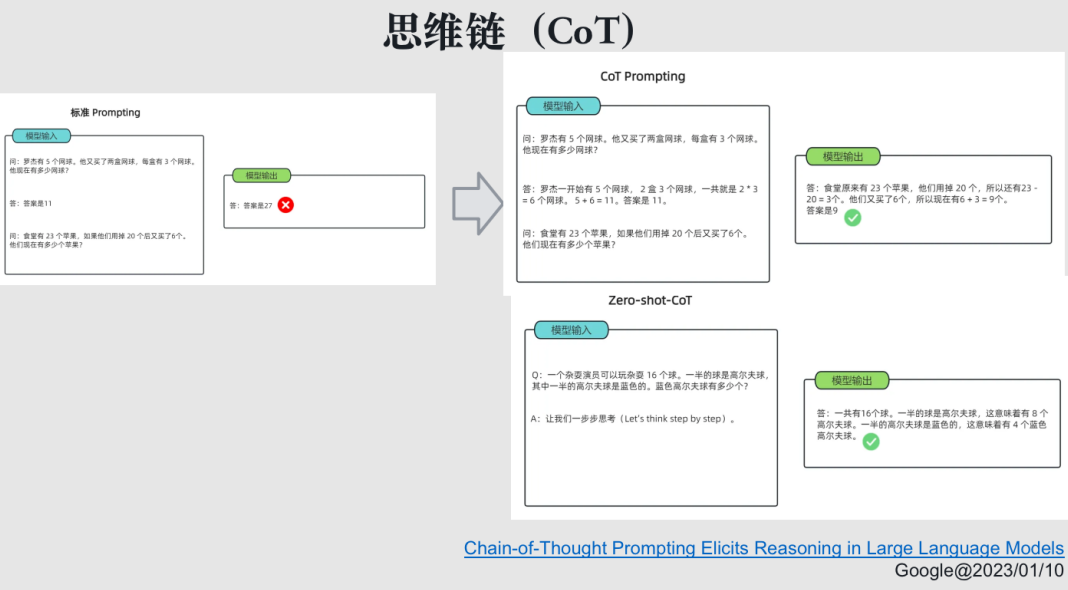 思维链（CoT）
标准 Prompting
模型输入
问：罗杰有 5 个网球。他又买了两盒网球，每盒有 3 个网球。
他现在有多少网球？
答：答案是11
问：食堂有 23 个苹果，如果他们用掉 20 个后又买了6个。
他们现在有多少个苹果？
模型输出
答：答案是27
CoT Prompting
模型输入
问：罗杰有 5 个网球。他又买了两盒网球，每盒有 3 个网球。
他现在有多少网球？
答：罗杰一开始有 5 个网球， 2 盒 3 个网球，一共就是 2 * 3
= 6 个网球。 5 + 6 = 11。答案是 11。
问：食堂有 23 个苹果，如果他们用掉 20 个后又买了6个。
他们现在有多少个苹果？
模型输出
答：食堂原来有 23 个苹果，他们用掉 20 个，所以还有23 -
20 = 3个。他们又买了6个，所以现在有6 + 3 = 9个。
答案是9
Zero-shot-CoT
模型输入
Q：一个杂耍演员可以玩杂耍 16 个球。一半的球是高尔夫球，
其中一半的高尔夫球是蓝色的。蓝色高尔夫球有多少个？
A：让我们一步步思考（Let's think step by step）。
模型输出
答：一共有16个球。一半的球是高尔夫球，这意味着有 8 个
高尔夫球。一半的高尔夫球是蓝色的，这意味着有 4 个蓝色
高尔夫球。
Chain-of-Thought Prompting Elicits Reasoning in Large Language Models
Google@2023/01/10